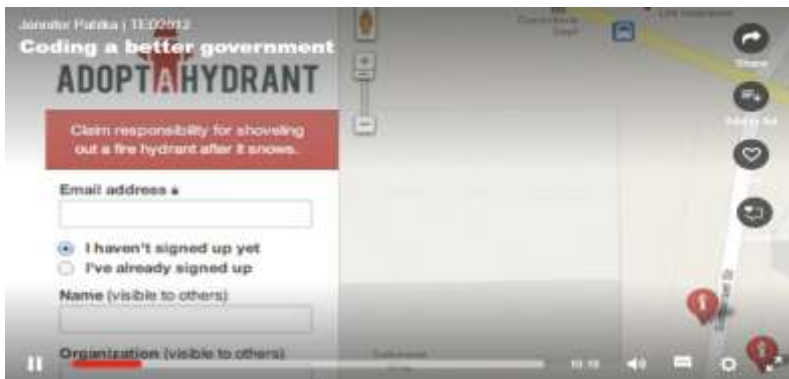 Jennifer Pahlka | TED2012
Coding a better government
ADOPTAHYDRANT
Claim responsibility for shoveling
out a fire hydrant after it snows.
Email address
I haven't signed up yet
I've already signed up
Name (visible to others)
Organization (visible to others)
Share